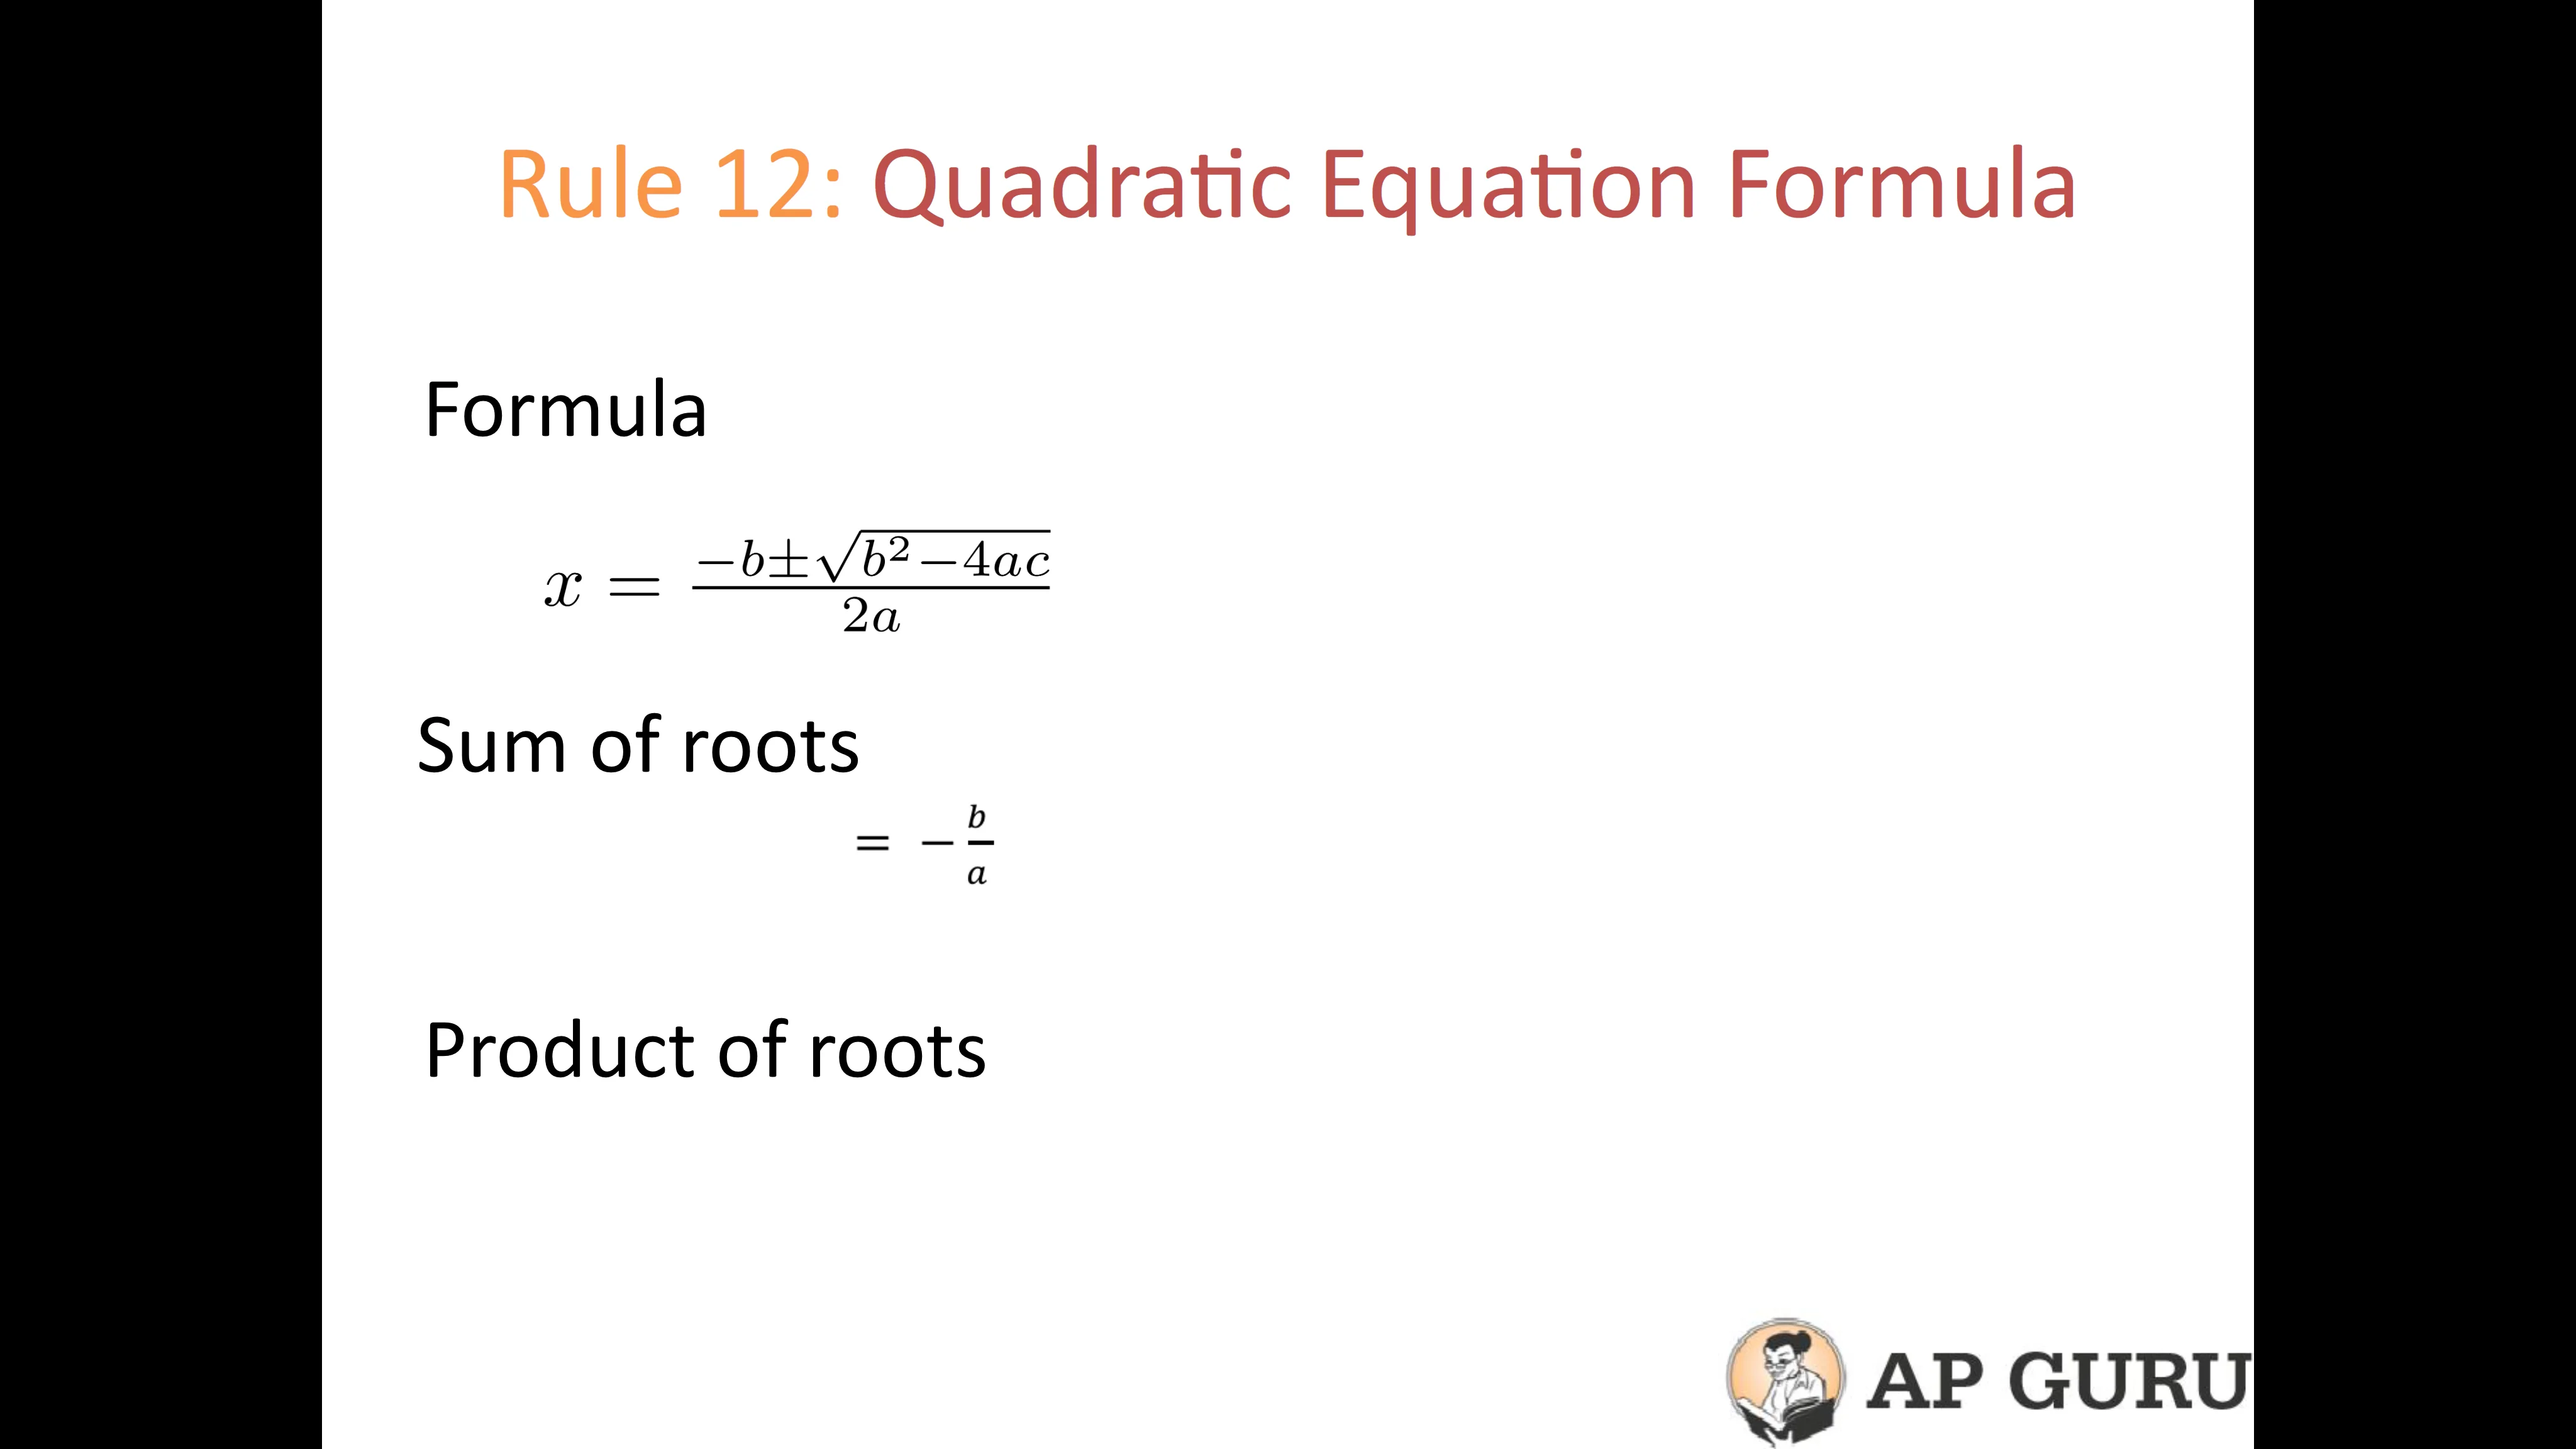 Rule 12: Quadratic Equation Formula
Formula
x = \frac{-b±\sqrt{b^2-4ac}}{2a}
Sum of roots
= -\frac{b}{a}
Product of roots
AP GURU